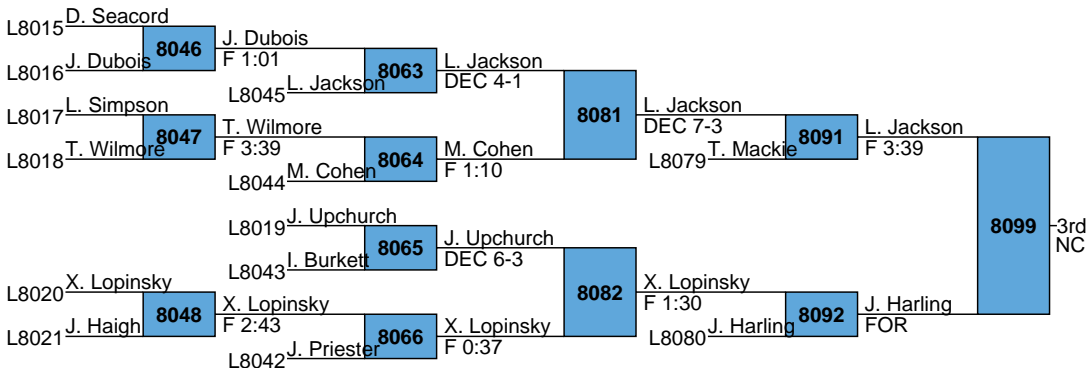 L8015 D. Seacord
8046
J. Dubois
F 1:01
L8016 J. Dubois
8063
L. Jackson
DEC 4-1
L8045 L. Jackson
L8017 L. Simpson
8047
T. Wilmore
F 3:39
L8018 T. Wilmore
8064
M. Cohen
F 1:10
L8044 M. Cohen
8081
L. Jackson
DEC 7-3
L8079 T. Mackie
8091
L. Jackson
F 3:39
L8019 J. Upchurch
8065
J. Upchurch
DEC 6-3
L8043 I. Burkett
L8020 X. Lopinsky
8048
X. Lopinsky
F 2:43
L8021 J. Haigh
8066
X. Lopinsky
F 0:37
L8042 J. Priester
8082
X. Lopinsky
F 1:30
L8080 J. Harling
8092
J. Harling
FOR
8099
3rd
NC